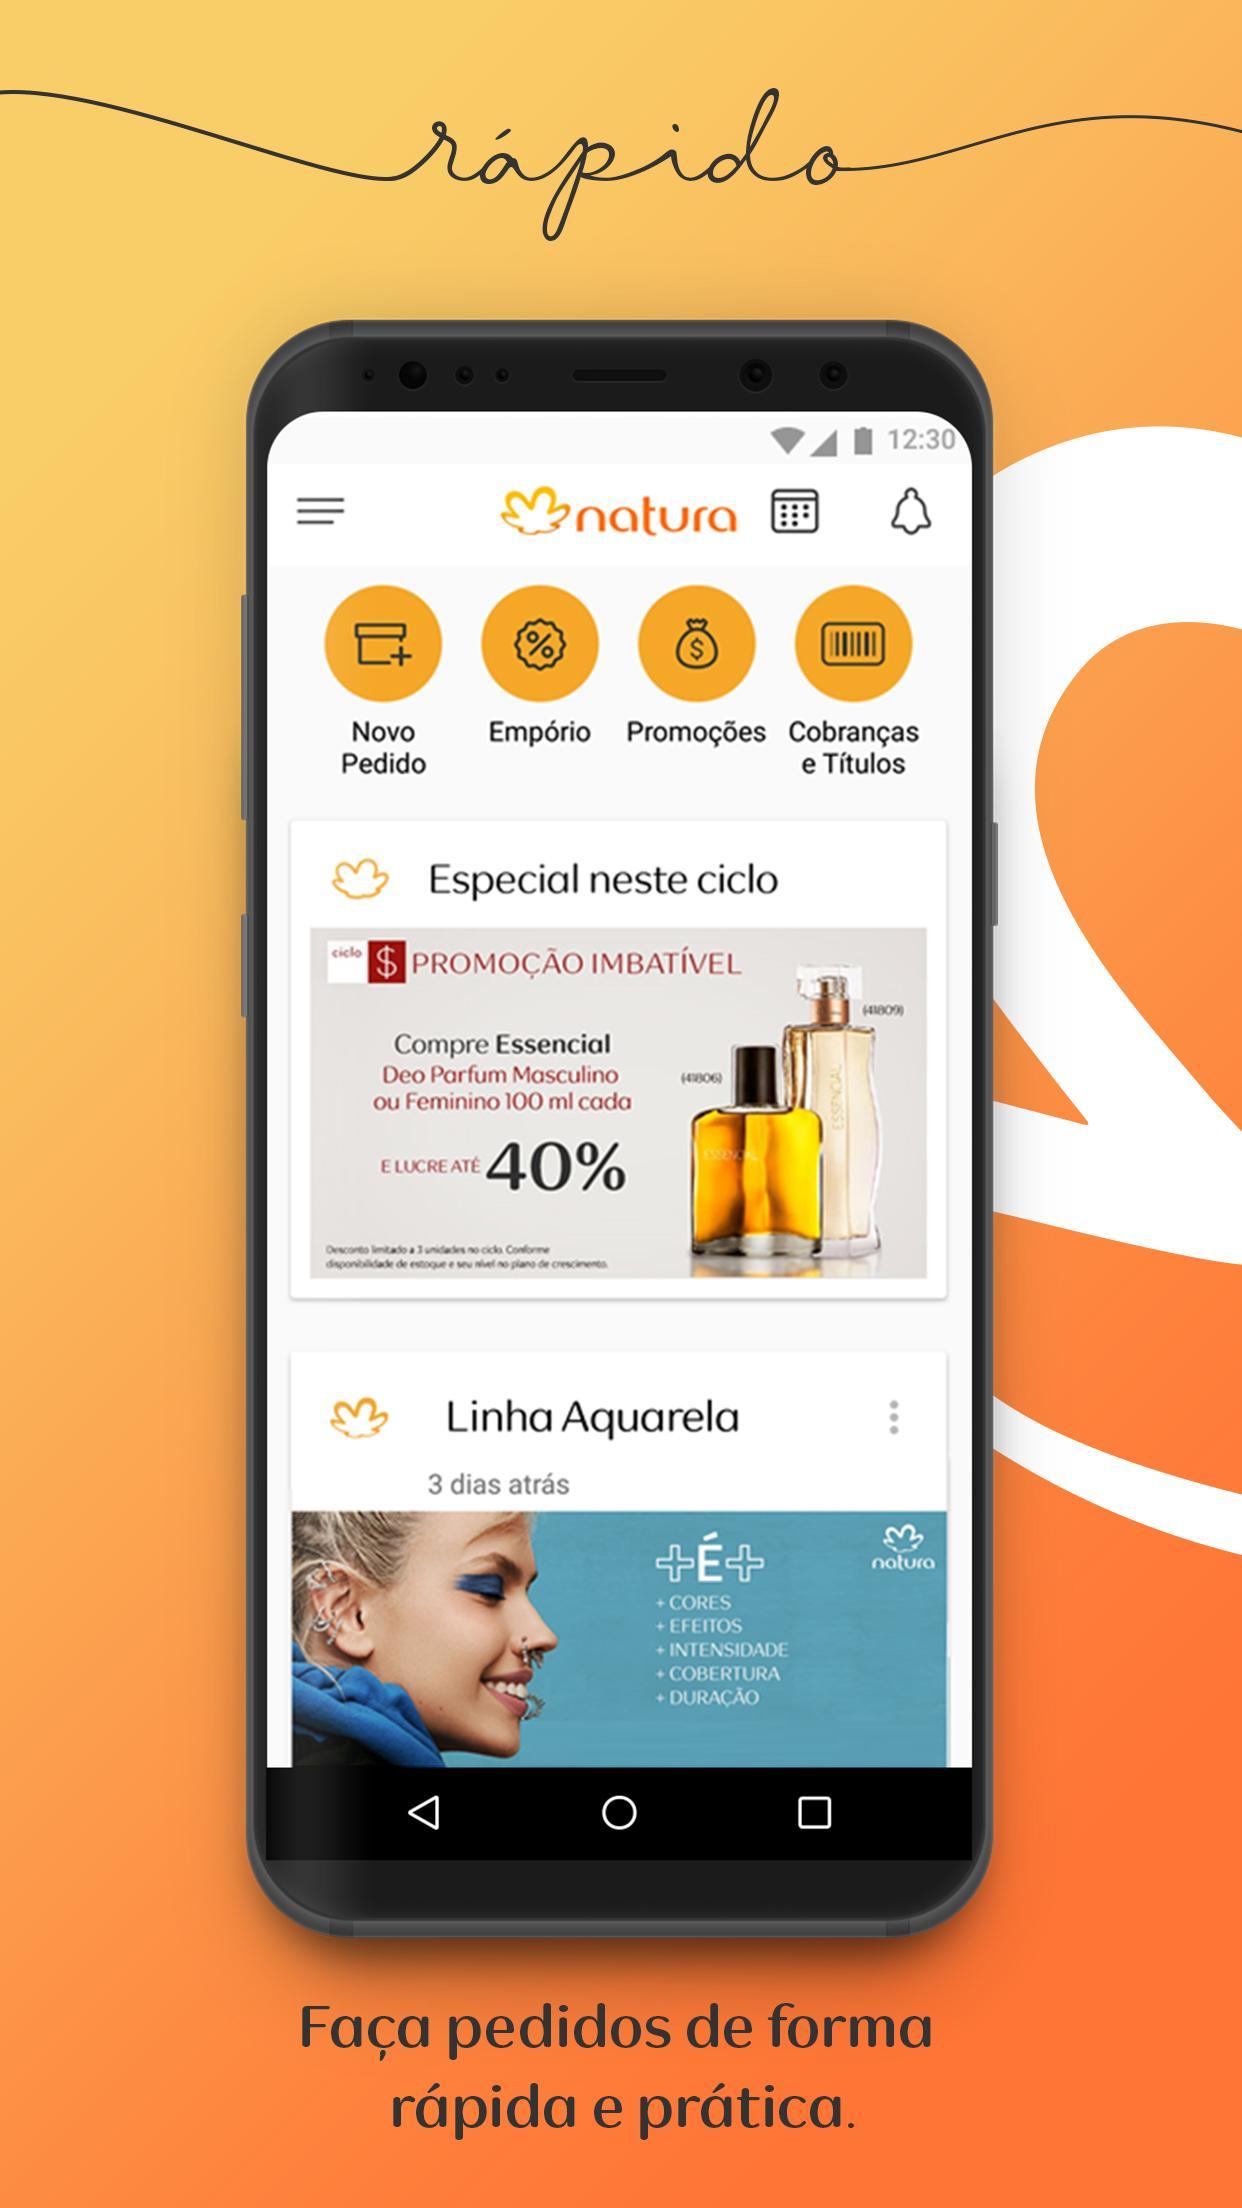 rápido
12:30
natura
Novo Pedido
Empório
Promoções
Cobranças e Títulos
Especial neste ciclo
ciclo $ PROMOÇÃO IMBATÍVEL
(41809)
Compre Essencial
(41806)
Deo Parfum Masculino
ou Feminino 100 ml cada
E LUCRE ATÉ 40%
ESSENCIAL
ESSENCIAL
Desconto limitado a 3 unidades no ciclo. Conforme
disponibilidade de estoque e seu nível no plano de crescimento.
Linha Aquarela
3 dias atrás
+É+
natura
+ CORES
+ EFEITOS
+ INTENSIDADE
+ COBERTURA
+ DURAÇÃO
Faça pedidos de forma
rápida e prática.